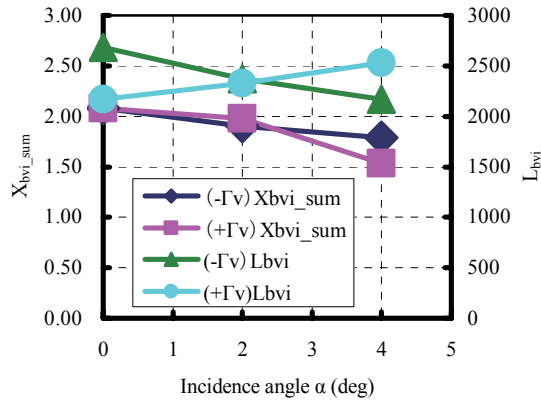 X_bvi_sum
3.00
2.50
2.00
1.50
1.00
0.50
0.00
(-Γv) Xbvi_sum
(+Γv) Xbvi_sum
(-Γv) Lbvi
(+Γv)Lbvi
3000
2500
2000
1500
1000
500
0
L_bvi
0 1 2 3 4 5
Incidence angle α (deg)